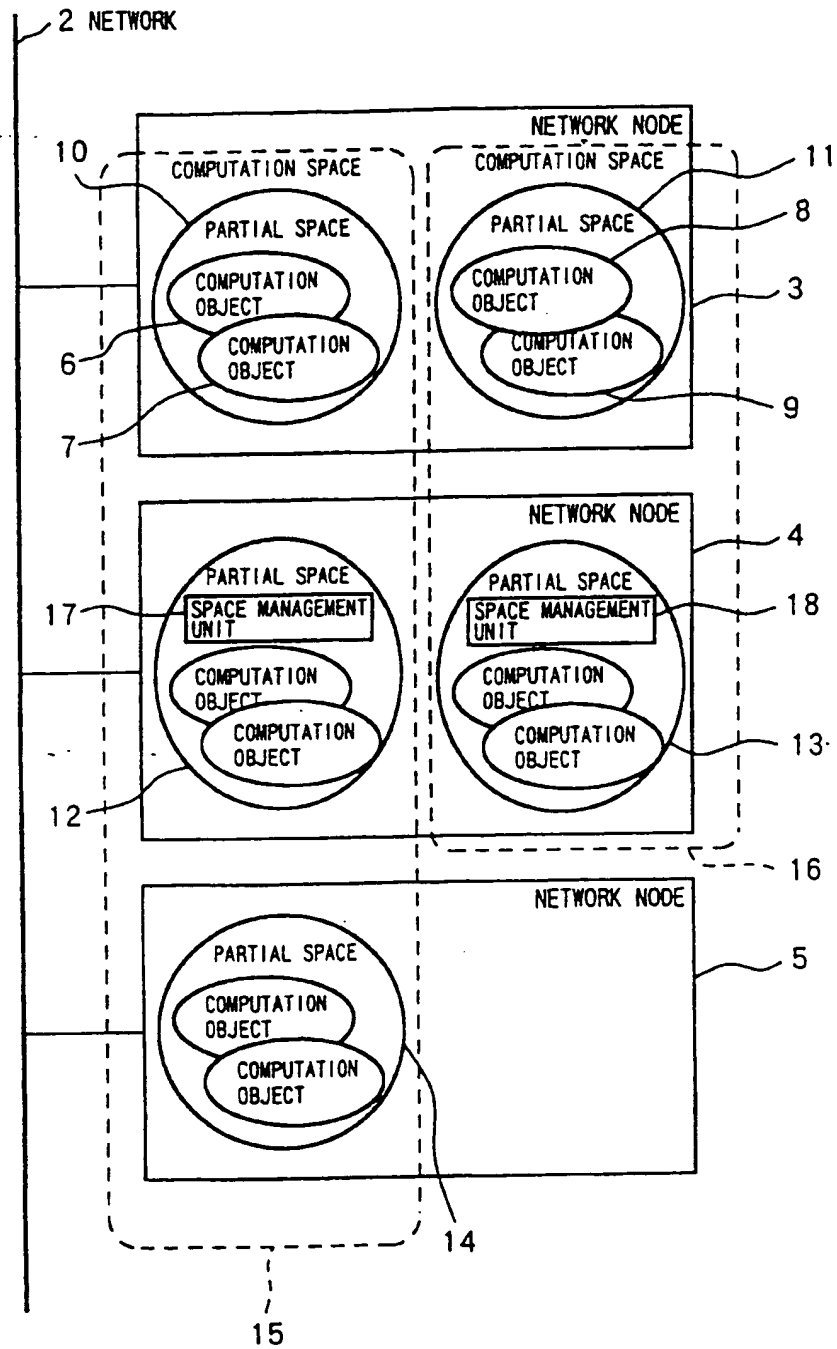 2 NETWORK
NETWORK NODE
10
COMPUTATION SPACE
COMPUTATION SPACE
11
PARTIAL SPACE
PARTIAL SPACE
8
COMPUTATION
OBJECT
COMPUTATION
OBJECT
3
6
COMPUTATION
OBJECT
COMPUTATION
OBJECT
7
9
NETWORK NODE
4
PARTIAL SPACE
PARTIAL SPACE
17
SPACE MANAGEMENT
UNIT
SPACE MANAGEMENT
UNIT
18
COMPUTATION
OBJECT
COMPUTATION
OBJECT
COMPUTATION
OBJECT
COMPUTATION
OBJECT
13
12
16
NETWORK NODE
PARTIAL SPACE
5
COMPUTATION
OBJECT
COMPUTATION
OBJECT
14
15